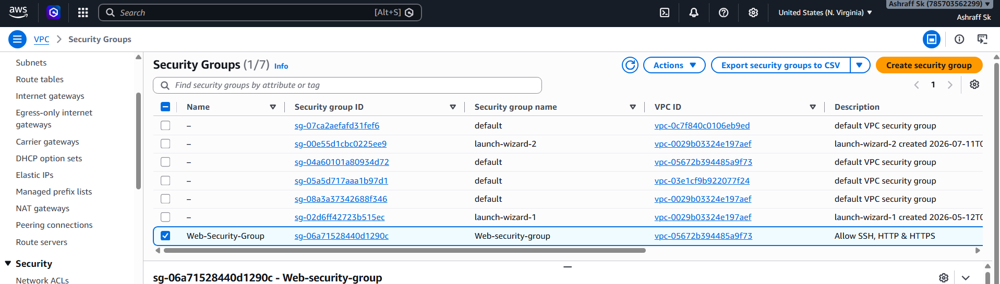 aws
Search [Alt+S]
United States (N. Virginia)
Ashraff Sk (785703562299)
Ashraff Sk
VPC
Security Groups
Subnets
Route tables
Internet gateways
Egress-only internet
gateways
Carrier gateways
DHCP option sets
Elastic IPs
Managed prefix lists
NAT gateways
Peering connections
Route servers
Security
Network ACLs
Security Groups (1/7) Info
Actions
Export security groups to CSV
Create security group
Find security groups by attribute or tag
1
Name Security group ID Security group name VPC ID Description
– sg-07ca2aefafd31fef6 default vpc-0c7f840c0106eb9ed default VPC security group
– sg-00e55d1cbc0225ee9 launch-wizard-2 vpc-0029b03324e197aef launch-wizard-2 created 2026-07-11T0
– sg-04a60101a80934d72 default vpc-05672b394485a9f73 default VPC security group
– sg-05a5d717aaa1b97d1 default vpc-03e1cf9b922077f24 default VPC security group
– sg-08a3a37342688f346 default vpc-0029b03324e197aef default VPC security group
– sg-02d6ff42723b515ec launch-wizard-1 vpc-0029b03324e197aef launch-wizard-1 created 2026-05-12T0
Web-Security-Group sg-06a71528440d1290c Web-security-group vpc-05672b394485a9f73 Allow SSH, HTTP & HTTPS
sg-06a71528440d1290c - Web-security-group